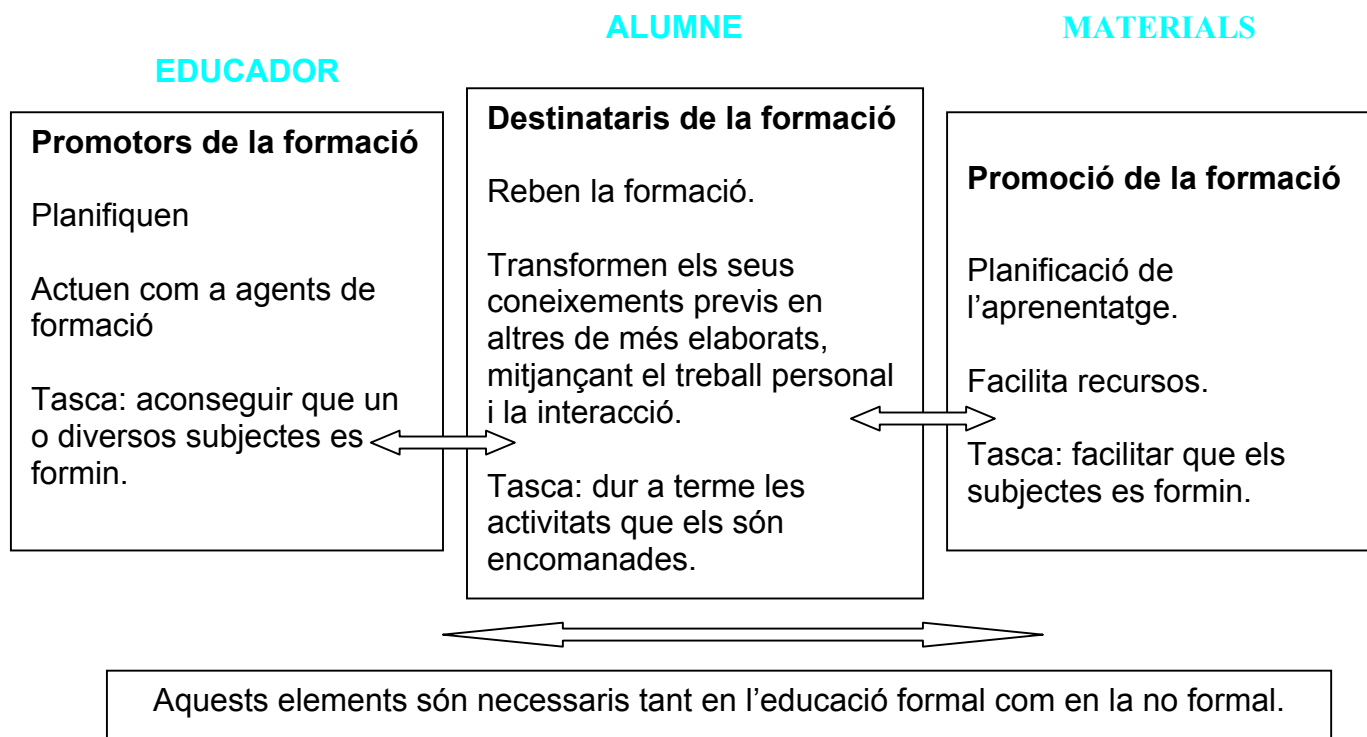 ALUMNE
MATERIALS
EDUCADOR
Promotors de la formació
Planifiquen
Actuen com a agents de
formació
Tasca: aconseguir que un
o diversos subjectes es
formin.
Destinataris de la formació
Reben la formació.
Transformen els seus
coneixements previs en
altres de més elaborats,
mitjançant el treball personal
i la interacció.
Tasca: dur a terme les
activitats que els són
encomanades.
Promoció de la formació
Planificació de
l’aprenentatge.
Facilita recursos.
Tasca: facilitar que els
subjectes es formin.
Aquests elements són necessaris tant en l’educació formal com en la no formal.